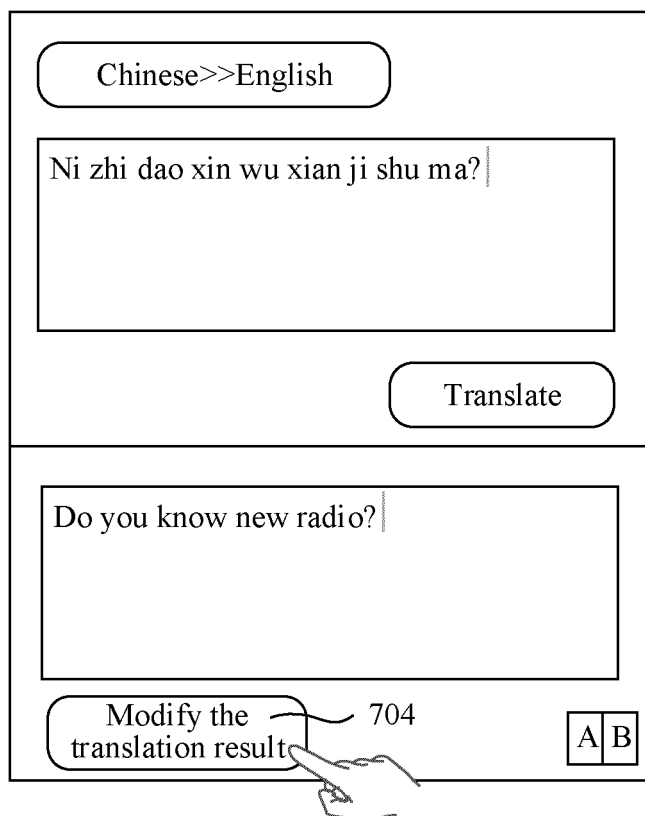 Chinese>>English
Ni zhi dao xin wu xian ji shu ma?
Translate
Do you know new radio?
Modify the
translation result
704
A B